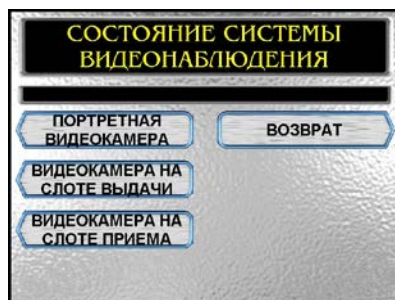 СОСТОЯНИЕ СИСТЕМЫ
ВИДЕОНАБЛЮДЕНИЯ
ПОРТРЕТНАЯ
ВИДЕОКАМЕРА
ВОЗВРАТ
ВИДЕОКАМЕРА НА
СЛОТЕ ВЫДАЧИ
ВИДЕОКАМЕРА НА
СЛОТЕ ПРИЕМА